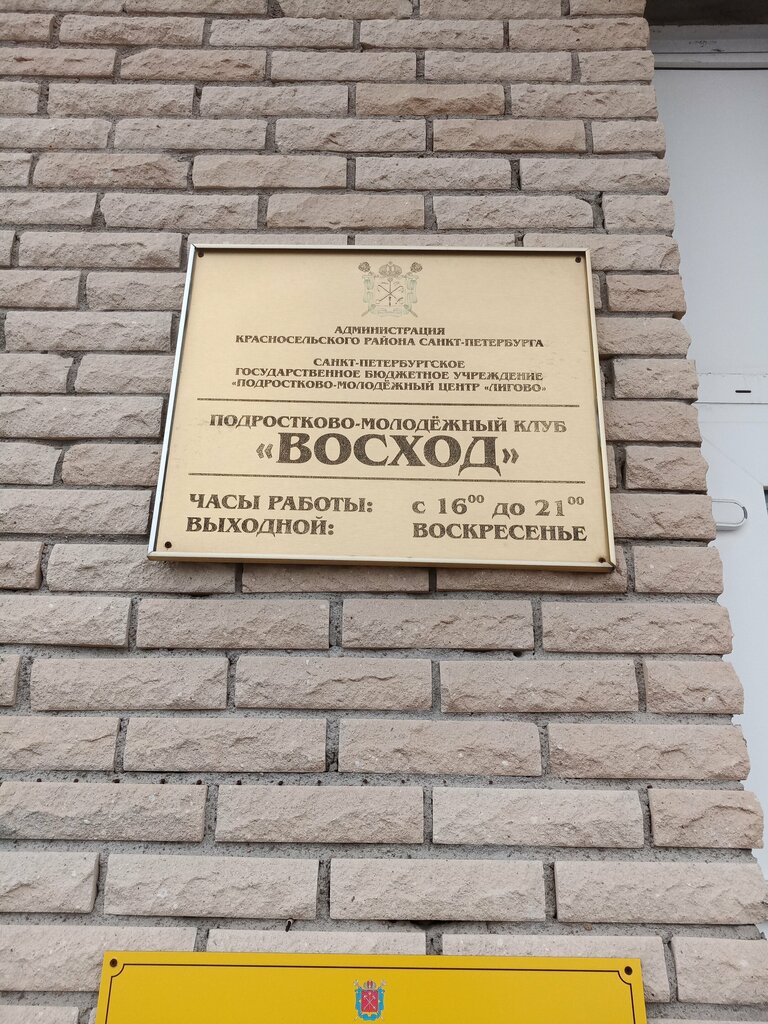 АДМИНИСТРАЦИЯ
КРАСНОСЕЛЬСКОГО РАЙОНА САНКТ-ПЕТЕРБУРГА
САНКТ-ПЕТЕРБУРГСКОЕ
ГОСУДАРСТВЕННОЕ БЮДЖЕТНОЕ УЧРЕЖДЕНИЕ
«ПОДРОСТКОВО-МОЛОДЁЖНЫЙ ЦЕНТР «ЛИГОВО»
ПОДРОСТКОВО-МОЛОДЁЖНЫЙ КЛУБ
«ВОСХОД»
ЧАСЫ РАБОТЫ: с 16⁰⁰ до 21⁰⁰
ВЫХОДНОЙ: ВОСКРЕСЕНЬЕ